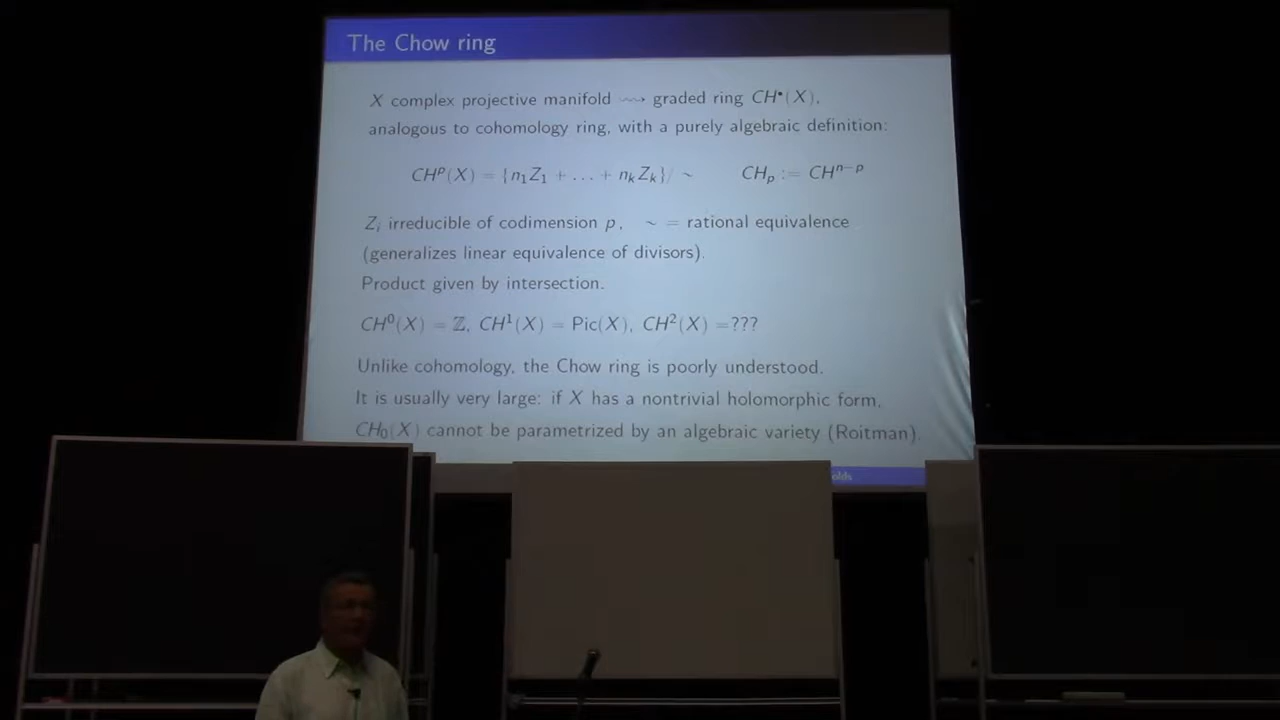 The Chow ring
X complex projective manifold ⇝ graded ring CH•(X),
analogous to cohomology ring, with a purely algebraic definition:
CHᵖ(X) = {n₁Z₁ + … + nₖZₖ}/ ~ CHₚ := CHⁿ⁻ᵖ
Zᵢ irreducible of codimension p, ~ = rational equivalence
(generalizes linear equivalence of divisors).
Product given by intersection.
CH⁰(X) = ℤ, CH¹(X) = Pic(X), CH²(X) =???
Unlike cohomology, the Chow ring is poorly understood.
It is usually very large: if X has a nontrivial holomorphic form,
CH₀(X) cannot be parametrized by an algebraic variety (Roitman).
olds